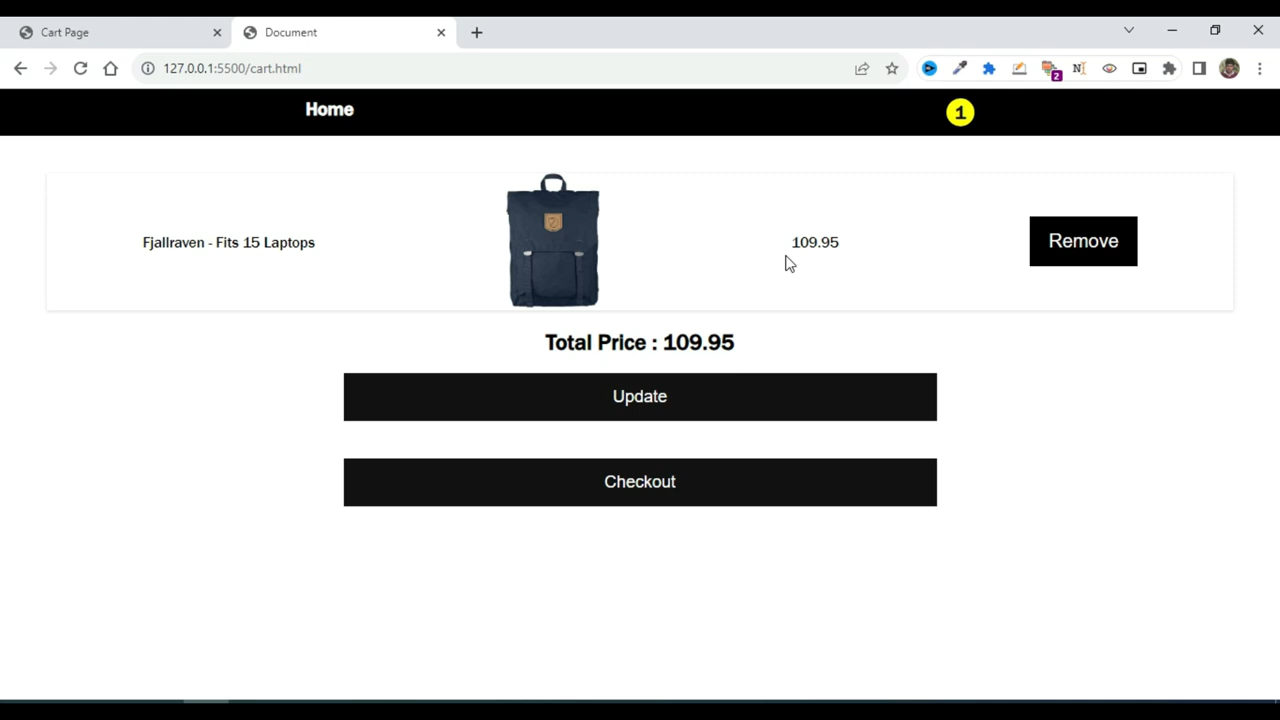 Cart Page
Document
127.0.0.1:5500/cart.html
2
Home
1
Fjallraven - Fits 15 Laptops
109.95
Remove
Total Price : 109.95
Update
Checkout